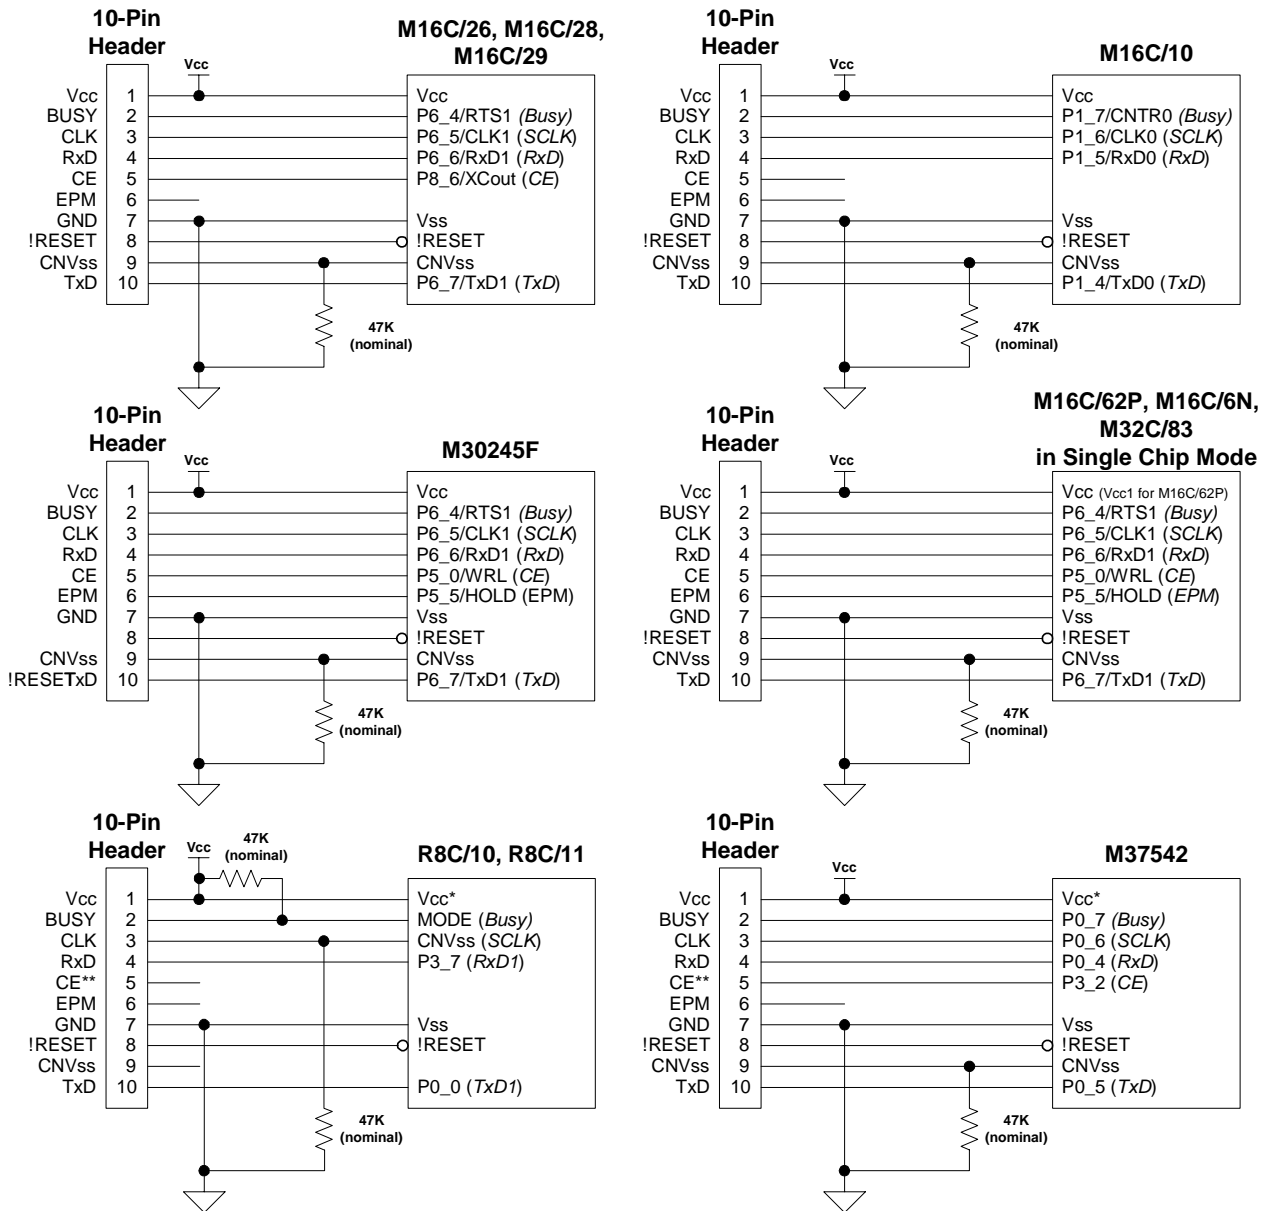 10-Pin
Header
M16C/26, M16C/28,
M16C/29
Vcc
Vcc 1 Vcc
BUSY 2 P6_4/RTS1 (Busy)
CLK 3 P6_5/CLK1 (SCLK)
RxD 4 P6_6/RxD1 (RxD)
CE 5 P8_6/XCout (CE)
EPM 6
GND 7 Vss
!RESET 8 !RESET
CNVss 9 CNVss
TxD 10 P6_7/TxD1 (TxD)
47K
(nominal)
10-Pin
Header
M16C/10
Vcc
Vcc 1 Vcc
BUSY 2 P1_7/CNTR0 (Busy)
CLK 3 P1_6/CLK0 (SCLK)
RxD 4 P1_5/RxD0 (RxD)
CE 5
EPM 6
GND 7 Vss
!RESET 8 !RESET
CNVss 9 CNVss
TxD 10 P1_4/TxD0 (TxD)
47K
(nominal)
10-Pin
Header
M30245F
Vcc
Vcc 1 Vcc
BUSY 2 P6_4/RTS1 (Busy)
CLK 3 P6_5/CLK1 (SCLK)
RxD 4 P6_6/RxD1 (RxD)
CE 5 P5_0/WRL (CE)
EPM 6 P5_5/HOLD (EPM)
GND 7 Vss
8 !RESET
CNVss 9 CNVss
!RESETTxD 10 P6_7/TxD1 (TxD)
47K
(nominal)
10-Pin
Header
M16C/62P, M16C/6N,
M32C/83
in Single Chip Mode
Vcc
Vcc 1 Vcc (Vcc1 for M16C/62P)
BUSY 2 P6_4/RTS1 (Busy)
CLK 3 P6_5/CLK1 (SCLK)
RxD 4 P6_6/RxD1 (RxD)
CE 5 P5_0/WRL (CE)
EPM 6 P5_5/HOLD (EPM)
GND 7 Vss
!RESET 8 !RESET
CNVss 9 CNVss
TxD 10 P6_7/TxD1 (TxD)
47K
(nominal)
10-Pin
Header
Vcc
47K
(nominal)
R8C/10, R8C/11
Vcc 1 Vcc*
BUSY 2 MODE (Busy)
CLK 3 CNVss (SCLK)
RxD 4 P3_7 (RxD1)
CE** 5
EPM 6
GND 7 Vss
!RESET 8 !RESET
CNVss 9
TxD 10 P0_0 (TxD1)
47K
(nominal)
10-Pin
Header
M37542
Vcc
Vcc 1 Vcc*
BUSY 2 P0_7 (Busy)
CLK 3 P0_6 (SCLK)
RxD 4 P0_4 (RxD)
CE** 5 P3_2 (CE)
EPM 6
GND 7 Vss
!RESET 8 !RESET
CNVss 9 CNVss
TxD 10 P0_5 (TxD)
47K
(nominal)